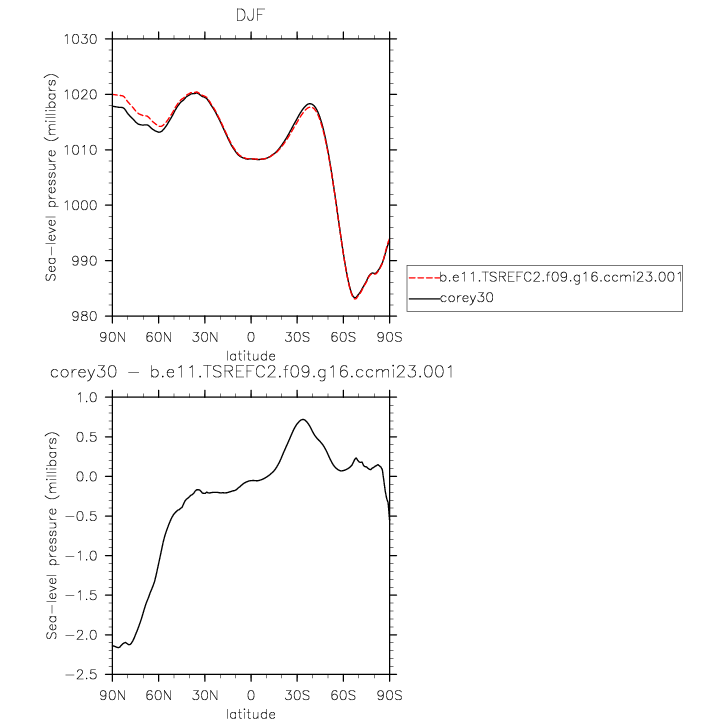 DJF
1030
1020
1010
1000
990
980
Sea-level pressure (millibars)
90N 60N 30N 0 30S 60S 90S
latitude
b.e11.TSREFC2.f09.g16.ccmi23.001
corey30
corey30 - b.e11.TSREFC2.f09.g16.ccmi23.001
1.0
0.5
0.0
-0.5
-1.0
-1.5
-2.0
-2.5
Sea-level pressure (millibars)
90N 60N 30N 0 30S 60S 90S
latitude